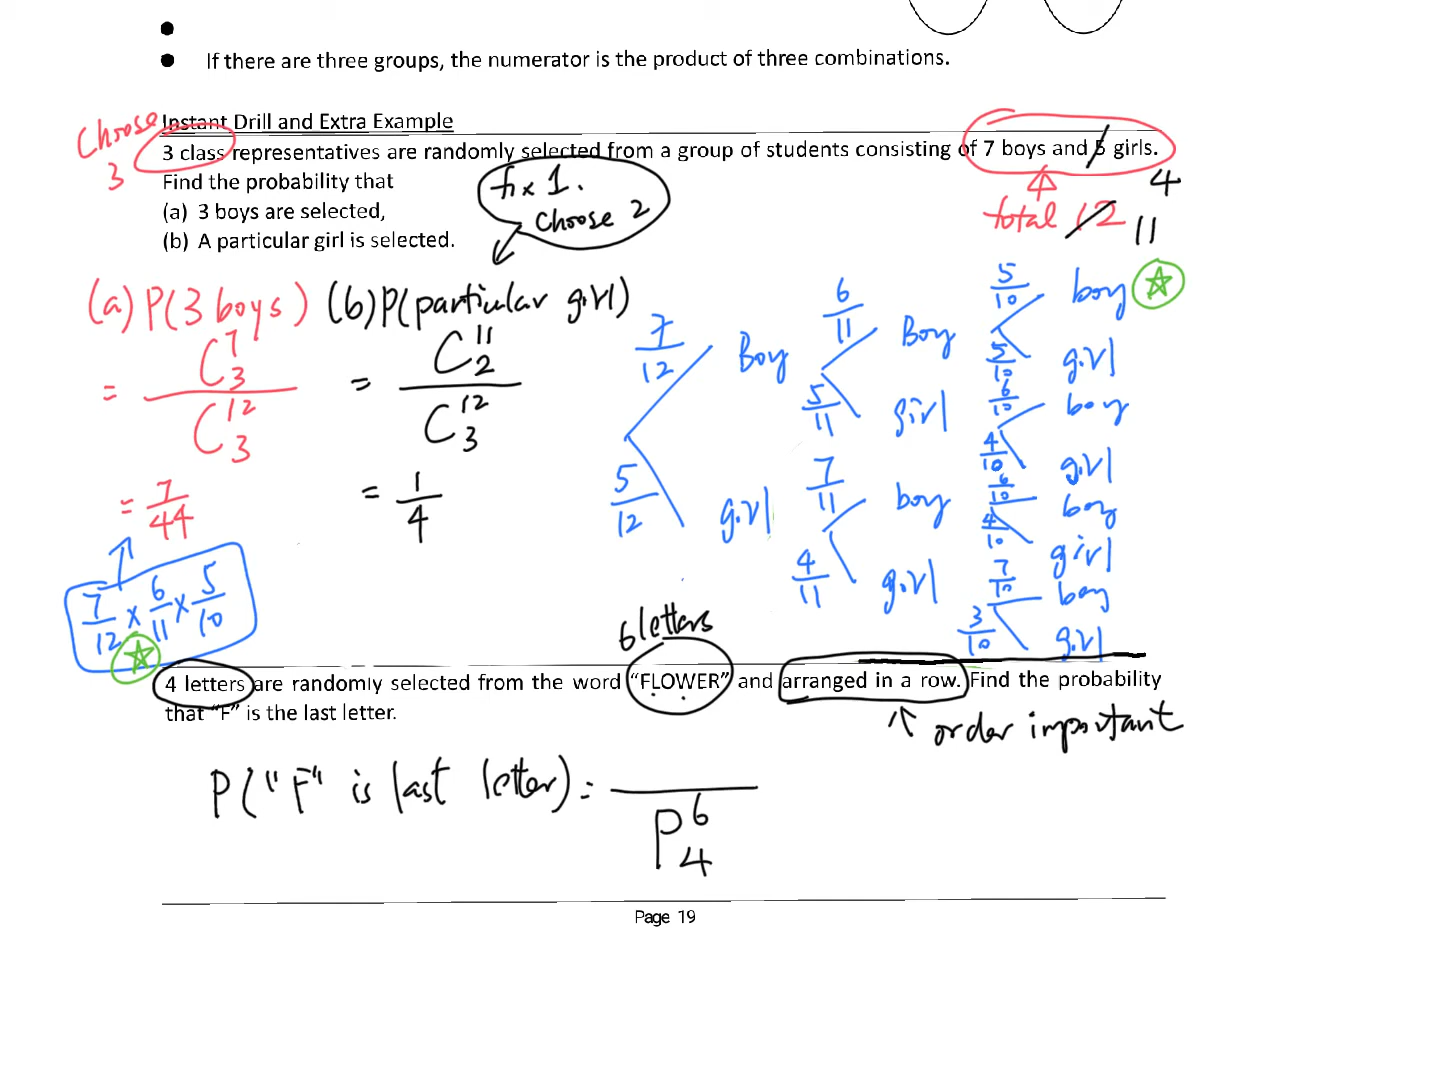 If there are three groups, the numerator is the product of three combinations.
Instant Drill and Extra Example
Choose 3
3 class representatives are randomly selected from a group of students consisting of 7 boys and 5 girls.
4
Find the probability that
(a) 3 boys are selected,
(b) A particular girl is selected.
fix 1.
choose 2
total 12 11
(a) P(3 boys)
= C^7_3 / C^12_3
= 7/44
7/12 × 6/11 × 5/10
(b) P(particular girl)
= C^11_2 / C^12_3
= 1/4
7/12 Boy
5/12 girl
6/11 Boy
5/11 girl
7/11 boy
4/11 girl
5/10 boy
5/10 girl
6/10 boy
4/10 girl
6/10 boy
4/10 girl
7/10 boy
3/10 girl
6 letters
4 letters are randomly selected from the word “FLOWER” and arranged in a row. Find the probability
that “F” is the last letter.
order important
P("F" is last letter) = / P^6_4
Page 19